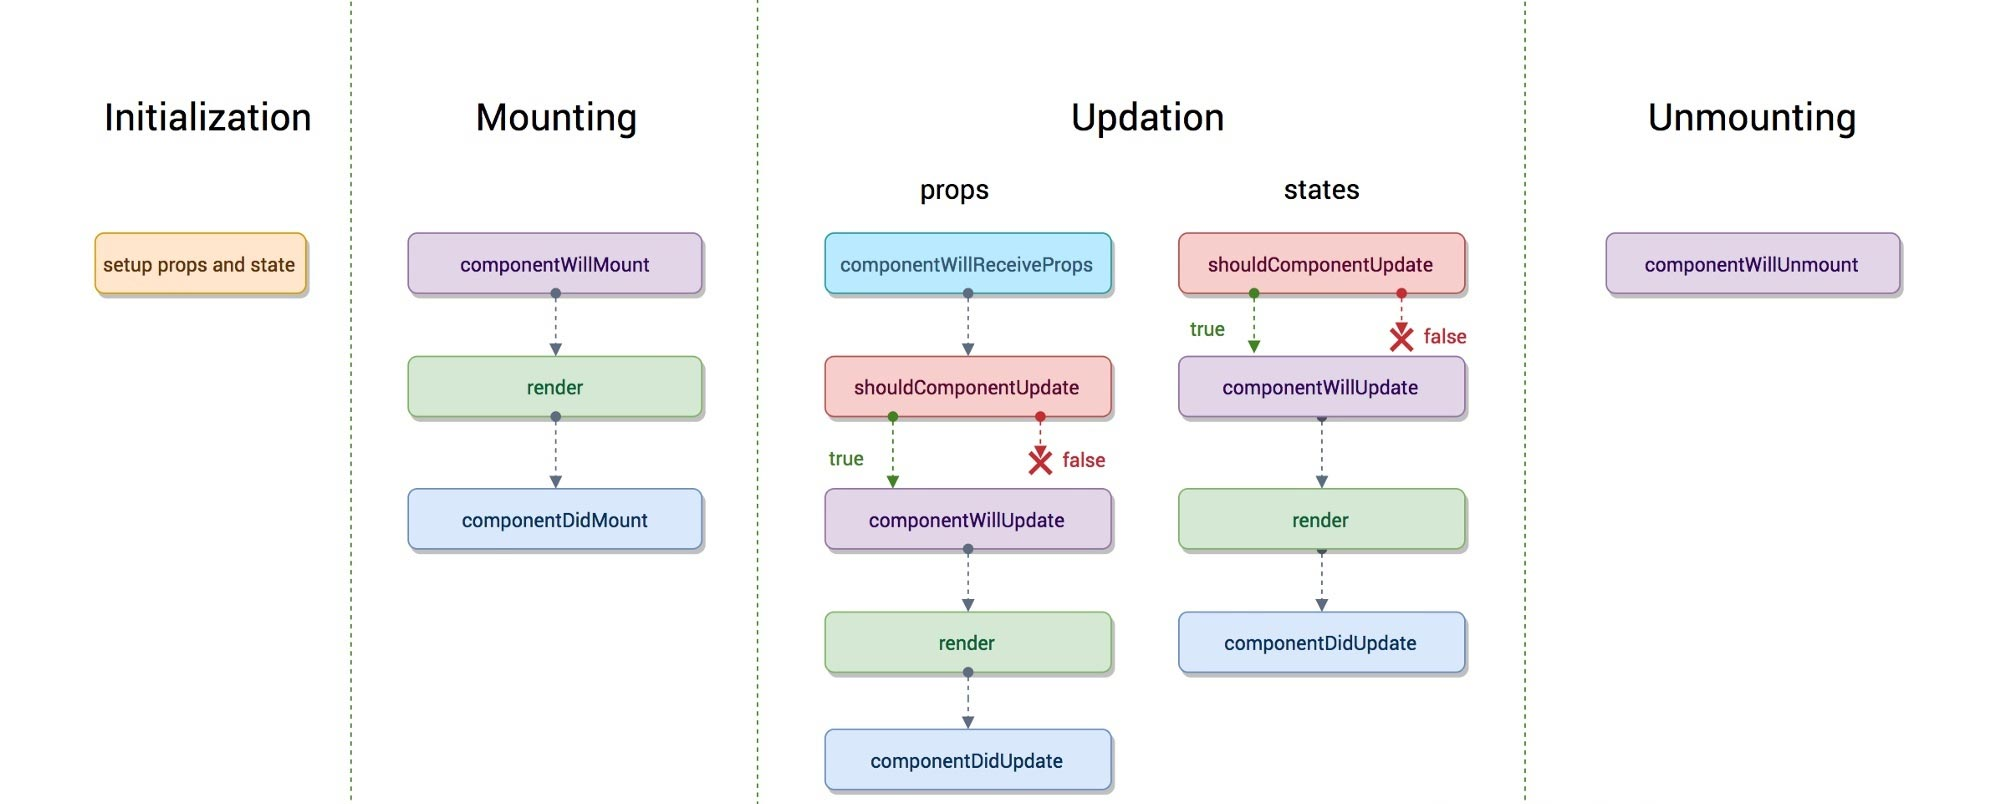 Initialization
setup props and state
Mounting
componentWillMount
render
componentDidMount
Updation
props
componentWillReceiveProps
shouldComponentUpdate
true
false
componentWillUpdate
render
componentDidUpdate
states
shouldComponentUpdate
true
false
componentWillUpdate
render
componentDidUpdate
Unmounting
componentWillUnmount